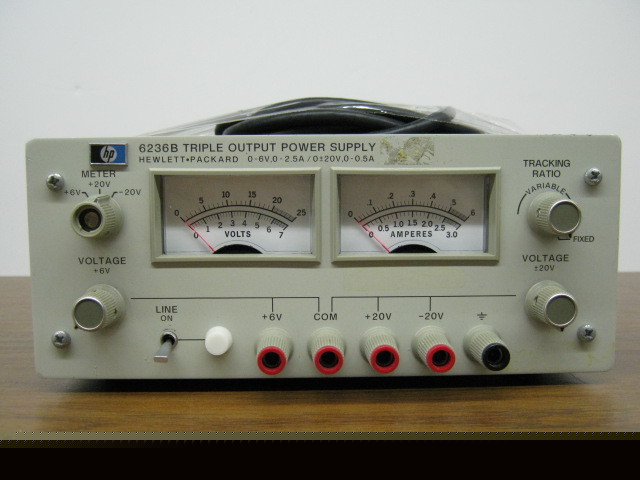 hp
6236B TRIPLE OUTPUT POWER SUPPLY
HEWLETT•PACKARD 0-6V,0-2.5A/0±20V,0-0.5A
METER
+20V
+6V
-20V
0 5 10 15 20 25
0 1 2 3 4 5 6 7
VOLTS
0 .1 .2 .3 .4 .5 .6
0 0.5 1.0 1.5 2.0 2.5 3.0
AMPERES
TRACKING
RATIO
VARIABLE
FIXED
VOLTAGE
+6V
VOLTAGE
±20V
LINE
ON
+6V
COM
+20V
-20V